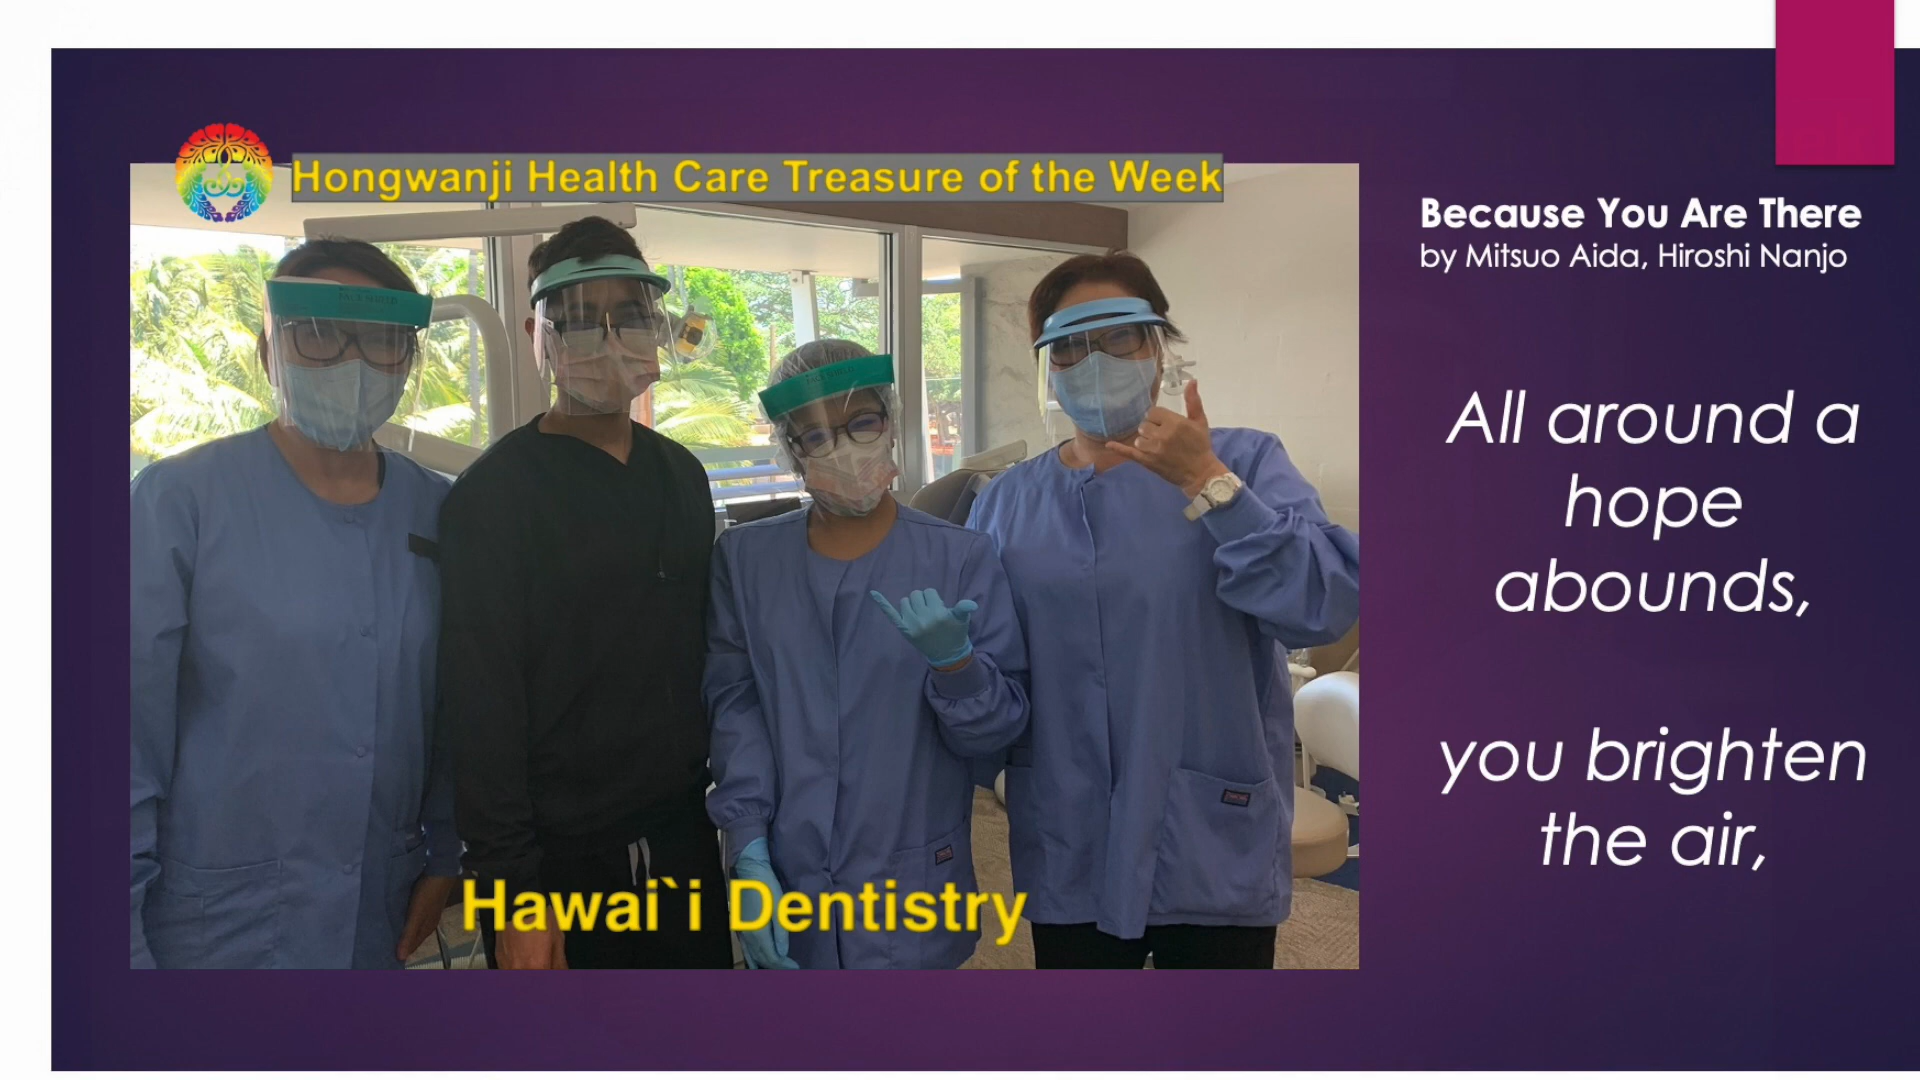 Hongwanji Health Care Treasure of the Week
Because You Are There
by Mitsuo Aida, Hiroshi Nanjo
All around a
hope
abounds,
you brighten
the air,
Hawai`i Dentistry